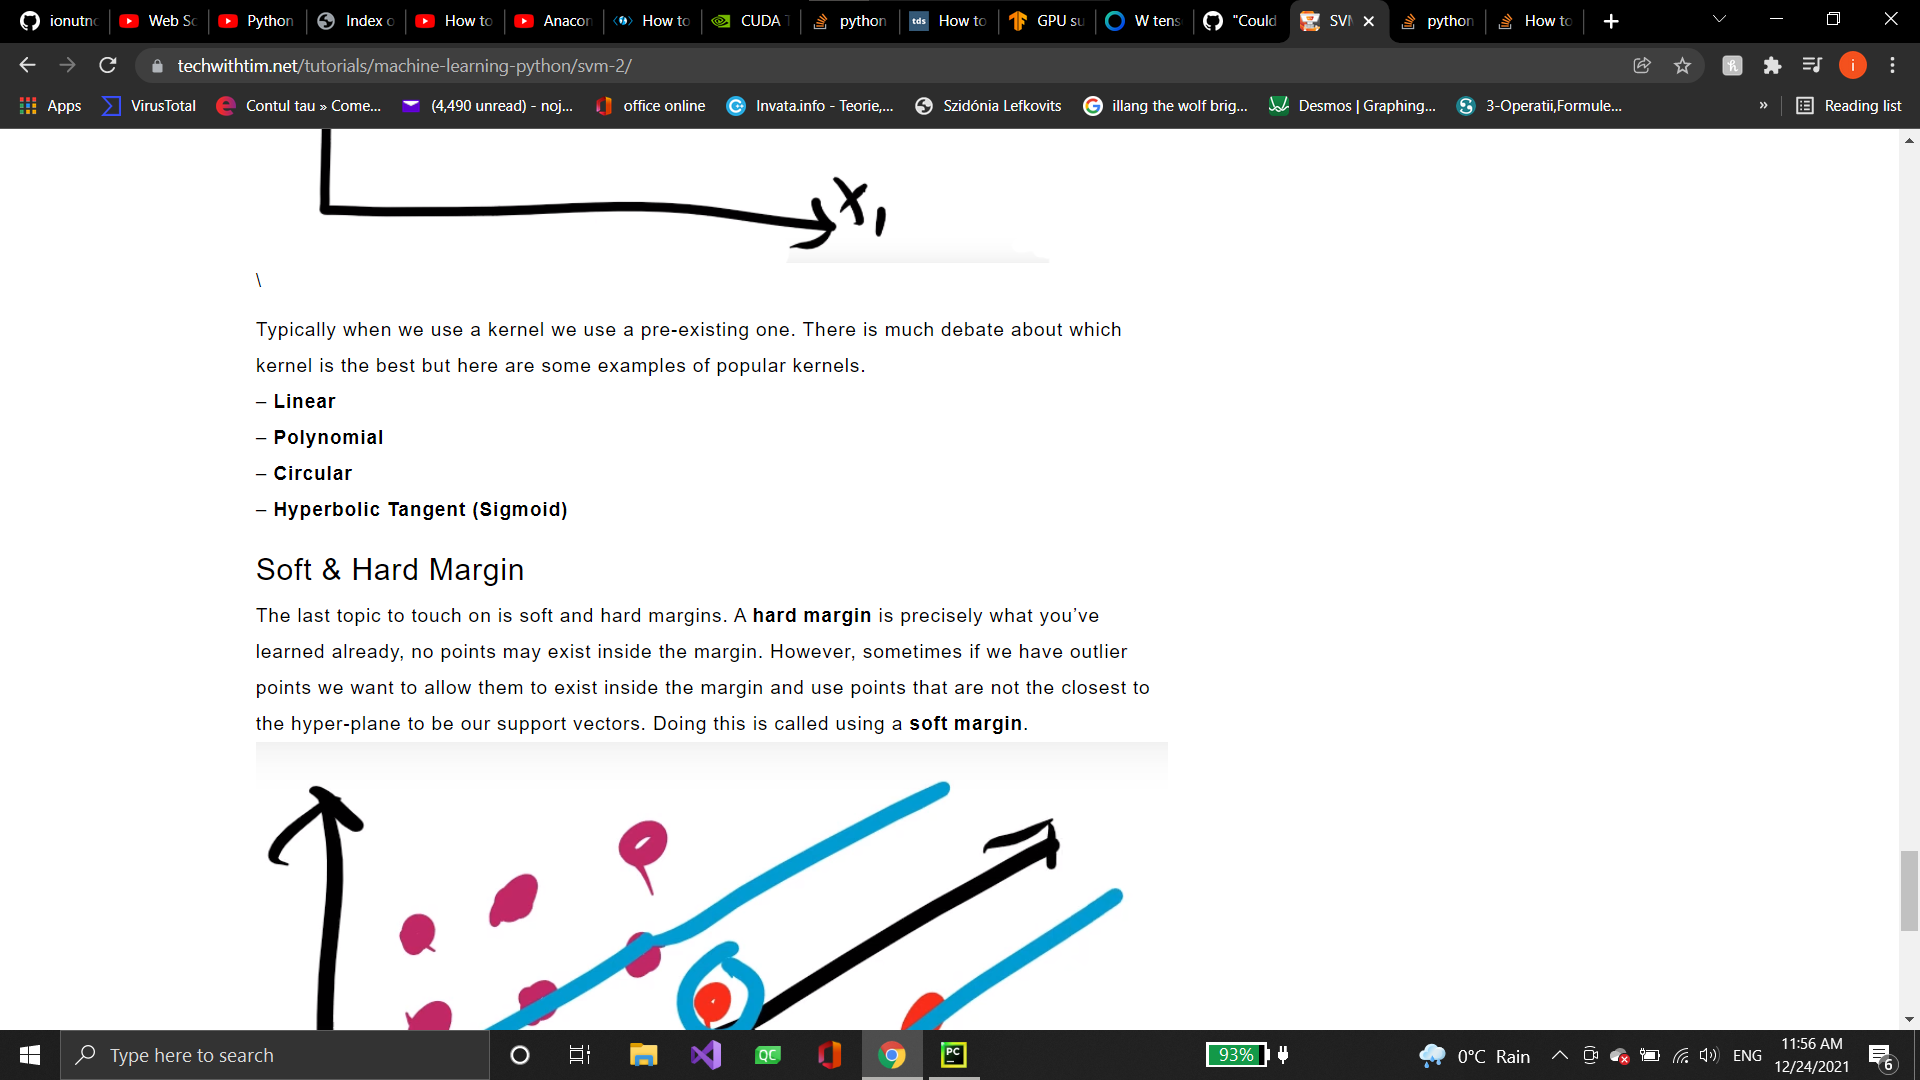 ionutnc
Web Sc
Python
Index o
How to
Anacon
How to
CUDA T
python
How to
GPU su
W tens
"Could
SVM
python
How to
techwithtim.net/tutorials/machine-learning-python/svm-2/
i
Apps
VirusTotal
Contul tau » Come...
(4,490 unread) - noj...
office online
Invata.info - Teorie,...
Szidónia Lefkovits
illang the wolf brig...
Desmos | Graphing...
3-Operatii,Formule...
»
Reading list
X1
\
Typically when we use a kernel we use a pre-existing one. There is much debate about which
kernel is the best but here are some examples of popular kernels.
– Linear
– Polynomial
– Circular
– Hyperbolic Tangent (Sigmoid)
Soft & Hard Margin
The last topic to touch on is soft and hard margins. A hard margin is precisely what you’ve
learned already, no points may exist inside the margin. However, sometimes if we have outlier
points we want to allow them to exist inside the margin and use points that are not the closest to
the hyper-plane to be our support vectors. Doing this is called using a soft margin.
Type here to search
QC
PC
93%
0°C Rain
ENG
11:56 AM
12/24/2021
6